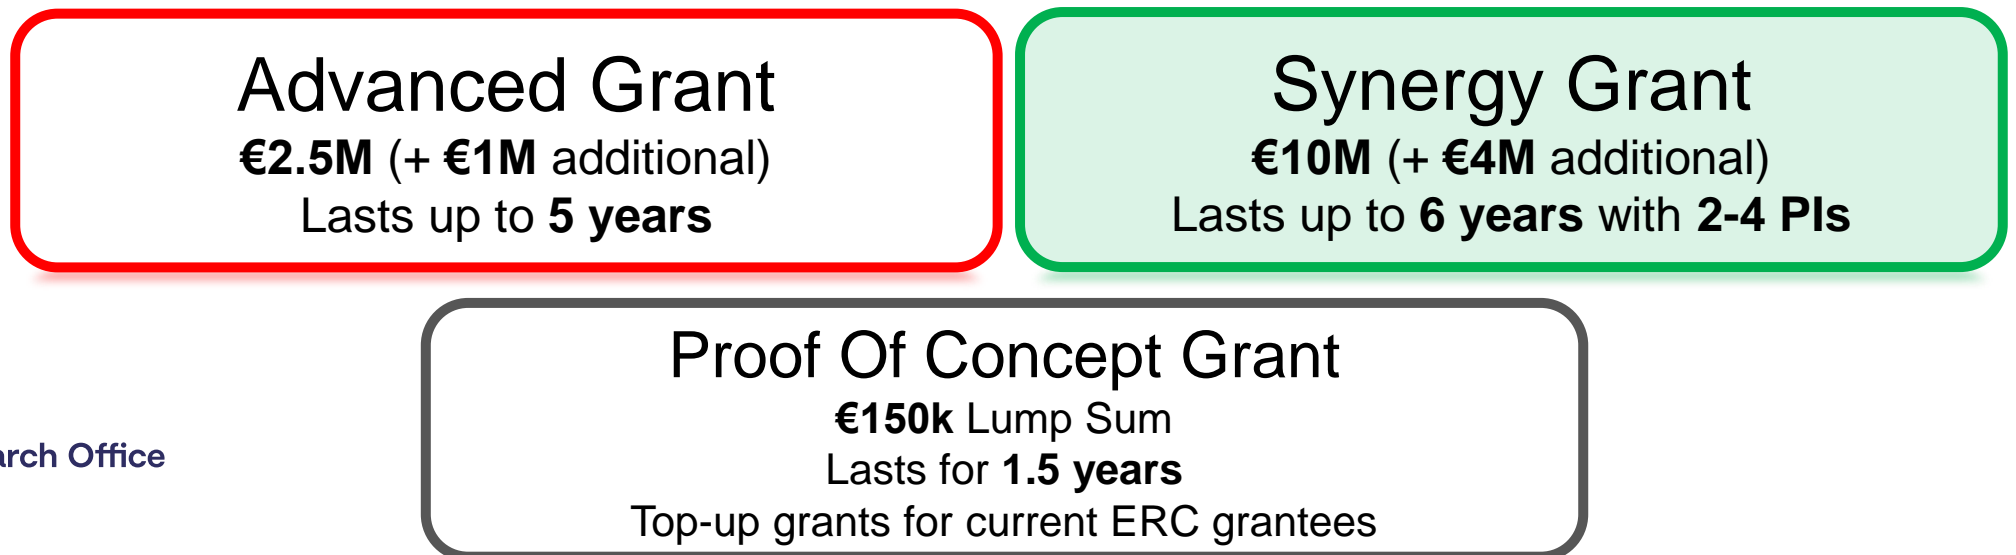 Advanced Grant
€2.5M (+ €1M additional)
Lasts up to 5 years
Synergy Grant
€10M (+ €4M additional)
Lasts up to 6 years with 2-4 PIs
Proof Of Concept Grant
€150k Lump Sum
Lasts for 1.5 years
Top-up grants for current ERC grantees
arch Office